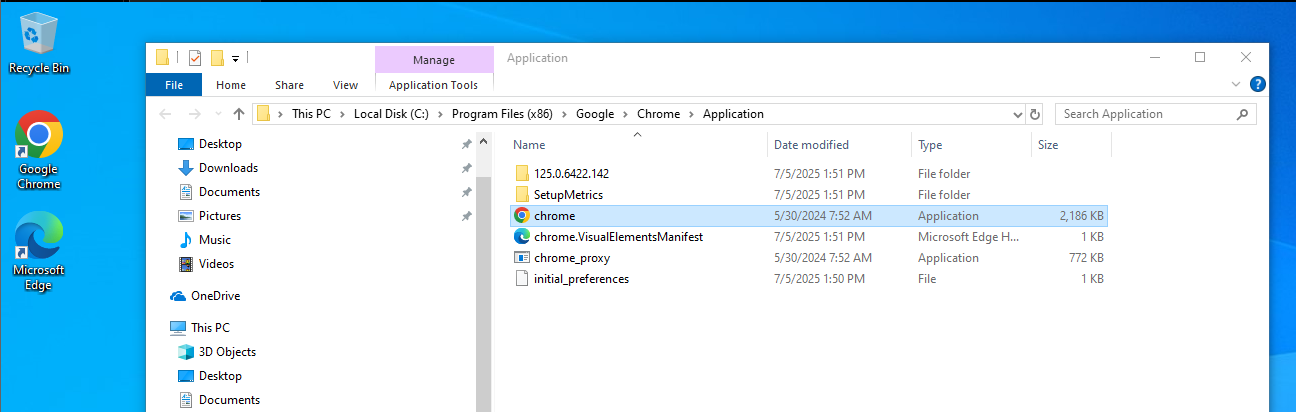 Recycle Bin
Google
Chrome
Microsoft
Edge
Manage
Application
File
Home
Share
View
Application Tools
This PC
Local Disk (C:)
Program Files (x86)
Google
Chrome
Application
Search Application
Desktop
Downloads
Documents
Pictures
Music
Videos
OneDrive
This PC
3D Objects
Desktop
Documents
Name Date modified Type Size
125.0.6422.142 7/5/2025 1:51 PM File folder
SetupMetrics 7/5/2025 1:51 PM File folder
chrome 5/30/2024 7:52 AM Application 2,186 KB
chrome.VisualElementsManifest 7/5/2025 1:51 PM Microsoft Edge H... 1 KB
chrome_proxy 5/30/2024 7:52 AM Application 772 KB
initial_preferences 7/5/2025 1:50 PM File 1 KB